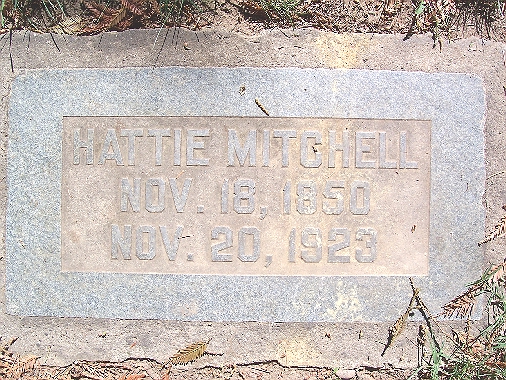 HATTIE MITCHELL
NOV. 18, 1850
NOV. 20, 1923